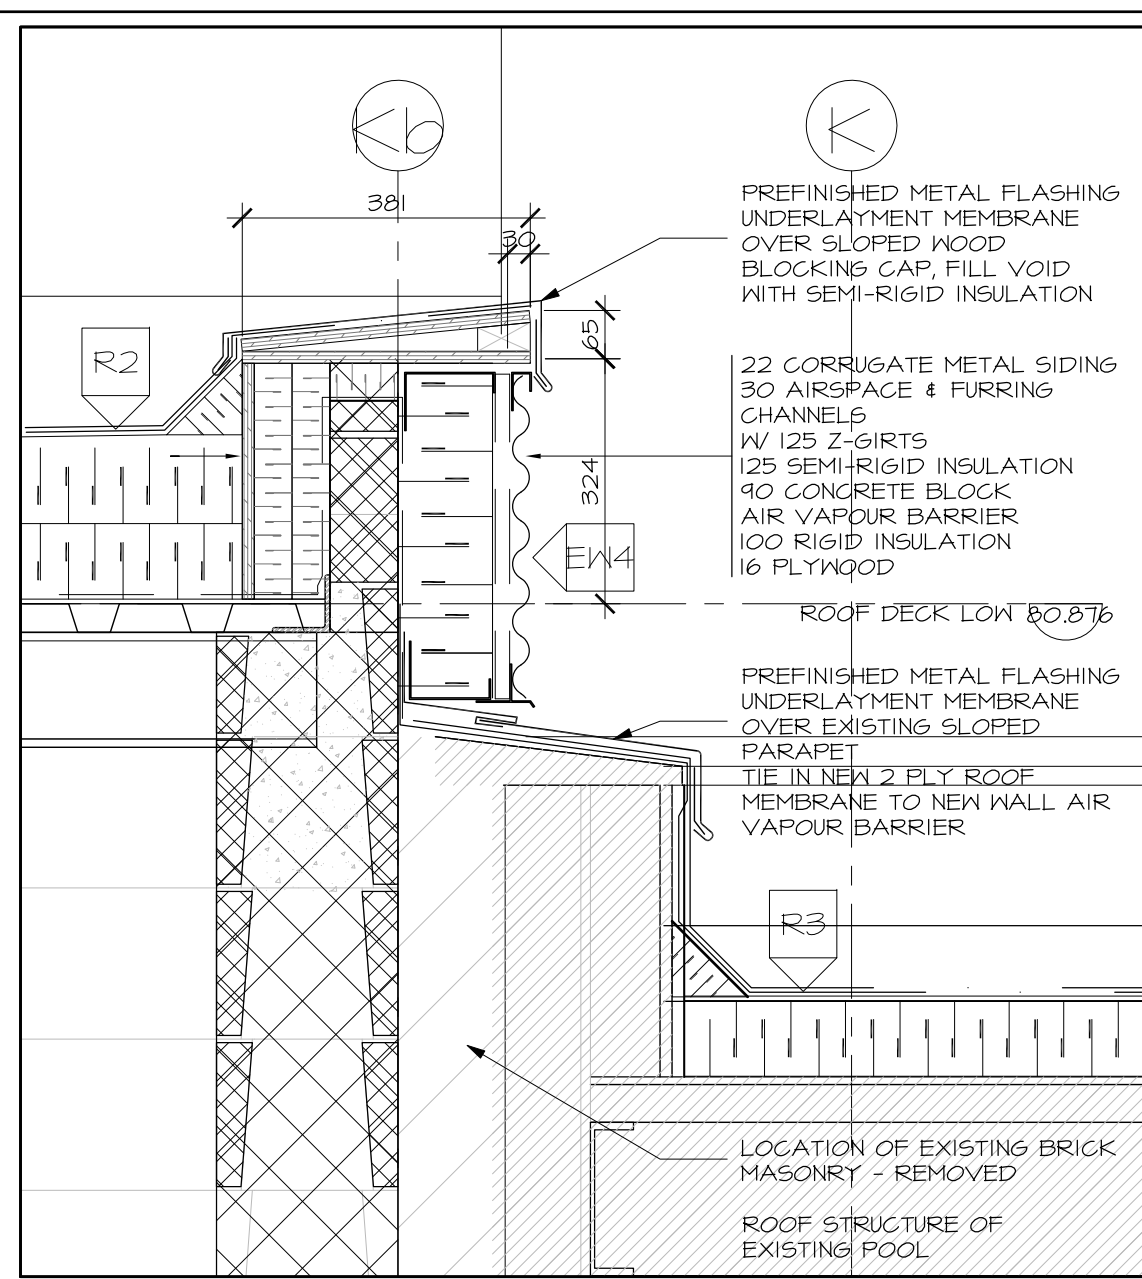 Kb
K
381
30
65
324
R2
PREFINISHED METAL FLASHING
UNDERLAYMENT MEMBRANE
OVER SLOPED WOOD
BLOCKING CAP, FILL VOID
WITH SEMI-RIGID INSULATION
22 CORRUGATE METAL SIDING
30 AIRSPACE & FURRING
CHANNELS
W/ 125 Z-GIRTS
125 SEMI-RIGID INSULATION
90 CONCRETE BLOCK
AIR VAPOUR BARRIER
100 RIGID INSULATION
16 PLYWOOD
EW4
ROOF DECK LOW 80.876
PREFINISHED METAL FLASHING
UNDERLAYMENT MEMBRANE
OVER EXISTING SLOPED
PARAPET
TIE IN NEW 2 PLY ROOF
MEMBRANE TO NEW WALL AIR
VAPOUR BARRIER
R3
LOCATION OF EXISTING BRICK
MASONRY - REMOVED
ROOF STRUCTURE OF
EXISTING POOL